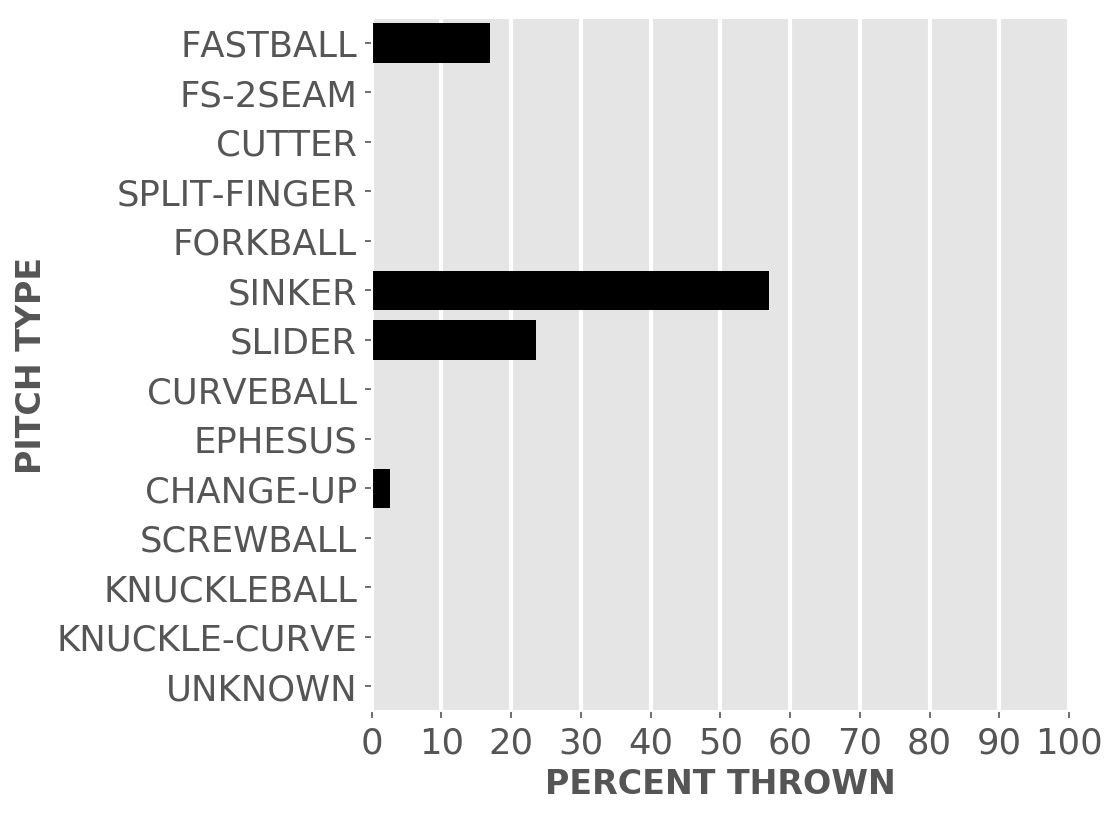 PITCH TYPE
FASTBALL
FS-2SEAM
CUTTER
SPLIT-FINGER
FORKBALL
SINKER
SLIDER
CURVEBALL
EPHESUS
CHANGE-UP
SCREWBALL
KNUCKLEBALL
KNUCKLE-CURVE
UNKNOWN
0 10 20 30 40 50 60 70 80 90 100
PERCENT THROWN